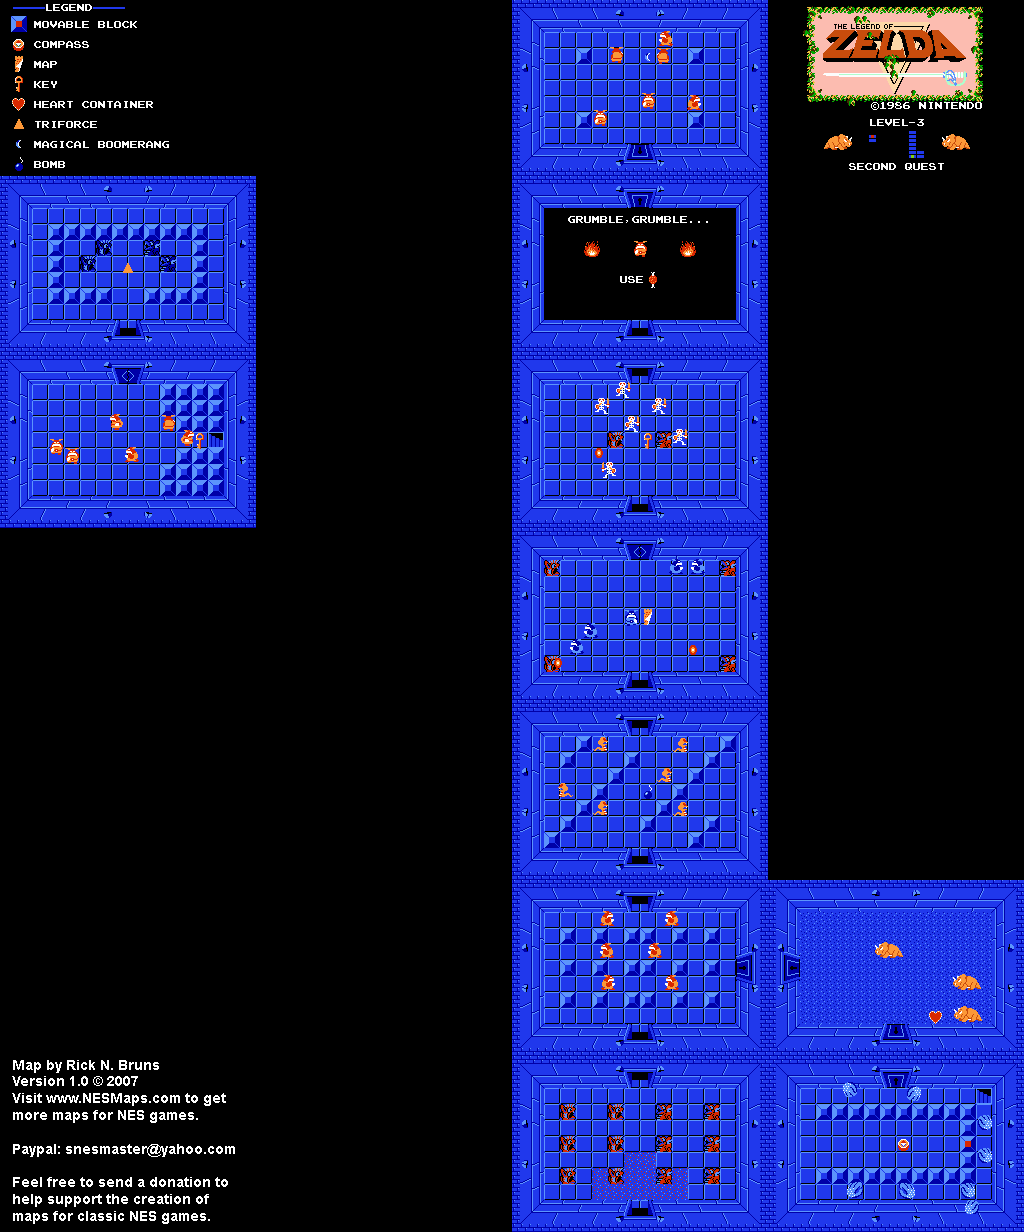 LEGEND
MOVABLE BLOCK
COMPASS
MAP
KEY
HEART CONTAINER
TRIFORCE
MAGICAL BOOMERANG
BOMB
THE LEGEND OF
ZELDA
©1986 NINTENDO
LEVEL-3
SECOND QUEST
GRUMBLE,GRUMBLE...
USE
Map by Rick N. Bruns
Version 1.0 © 2007
Visit www.NESMaps.com to get
more maps for NES games.
Paypal: snesmaster@yahoo.com
Feel free to send a donation to
help support the creation of
maps for classic NES games.